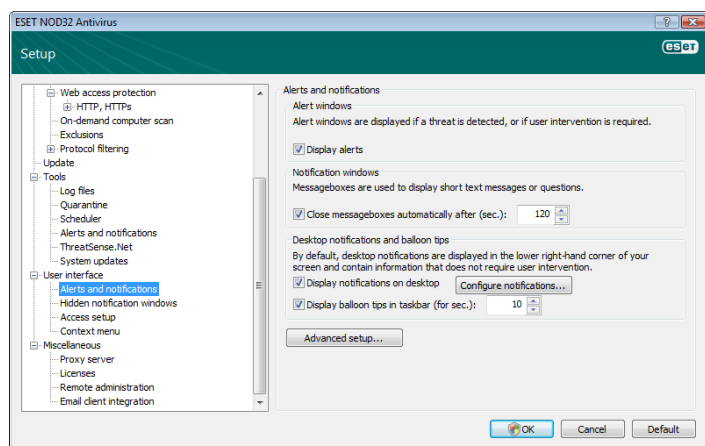 ESET NOD32 Antivirus
Setup
eset
Web access protection
HTTP, HTTPs
On-demand computer scan
Exclusions
Protocol filtering
Update
Tools
Log files
Quarantine
Scheduler
Alerts and notifications
ThreatSense.Net
System updates
User interface
Alerts and notifications
Hidden notification windows
Access setup
Context menu
Miscellaneous
Proxy server
Licenses
Remote administration
Email client integration
Alerts and notifications
Alert windows
Alert windows are displayed if a threat is detected, or if user intervention is required.
Display alerts
Notification windows
Messageboxes are used to display short text messages or questions.
Close messageboxes automatically after (sec.): 120
Desktop notifications and balloon tips
By default, desktop notifications are displayed in the lower right-hand corner of your
screen and contain information that does not require user intervention.
Display notifications on desktop Configure notifications...
Display balloon tips in taskbar (for sec.): 10
Advanced setup...
OK Cancel Default